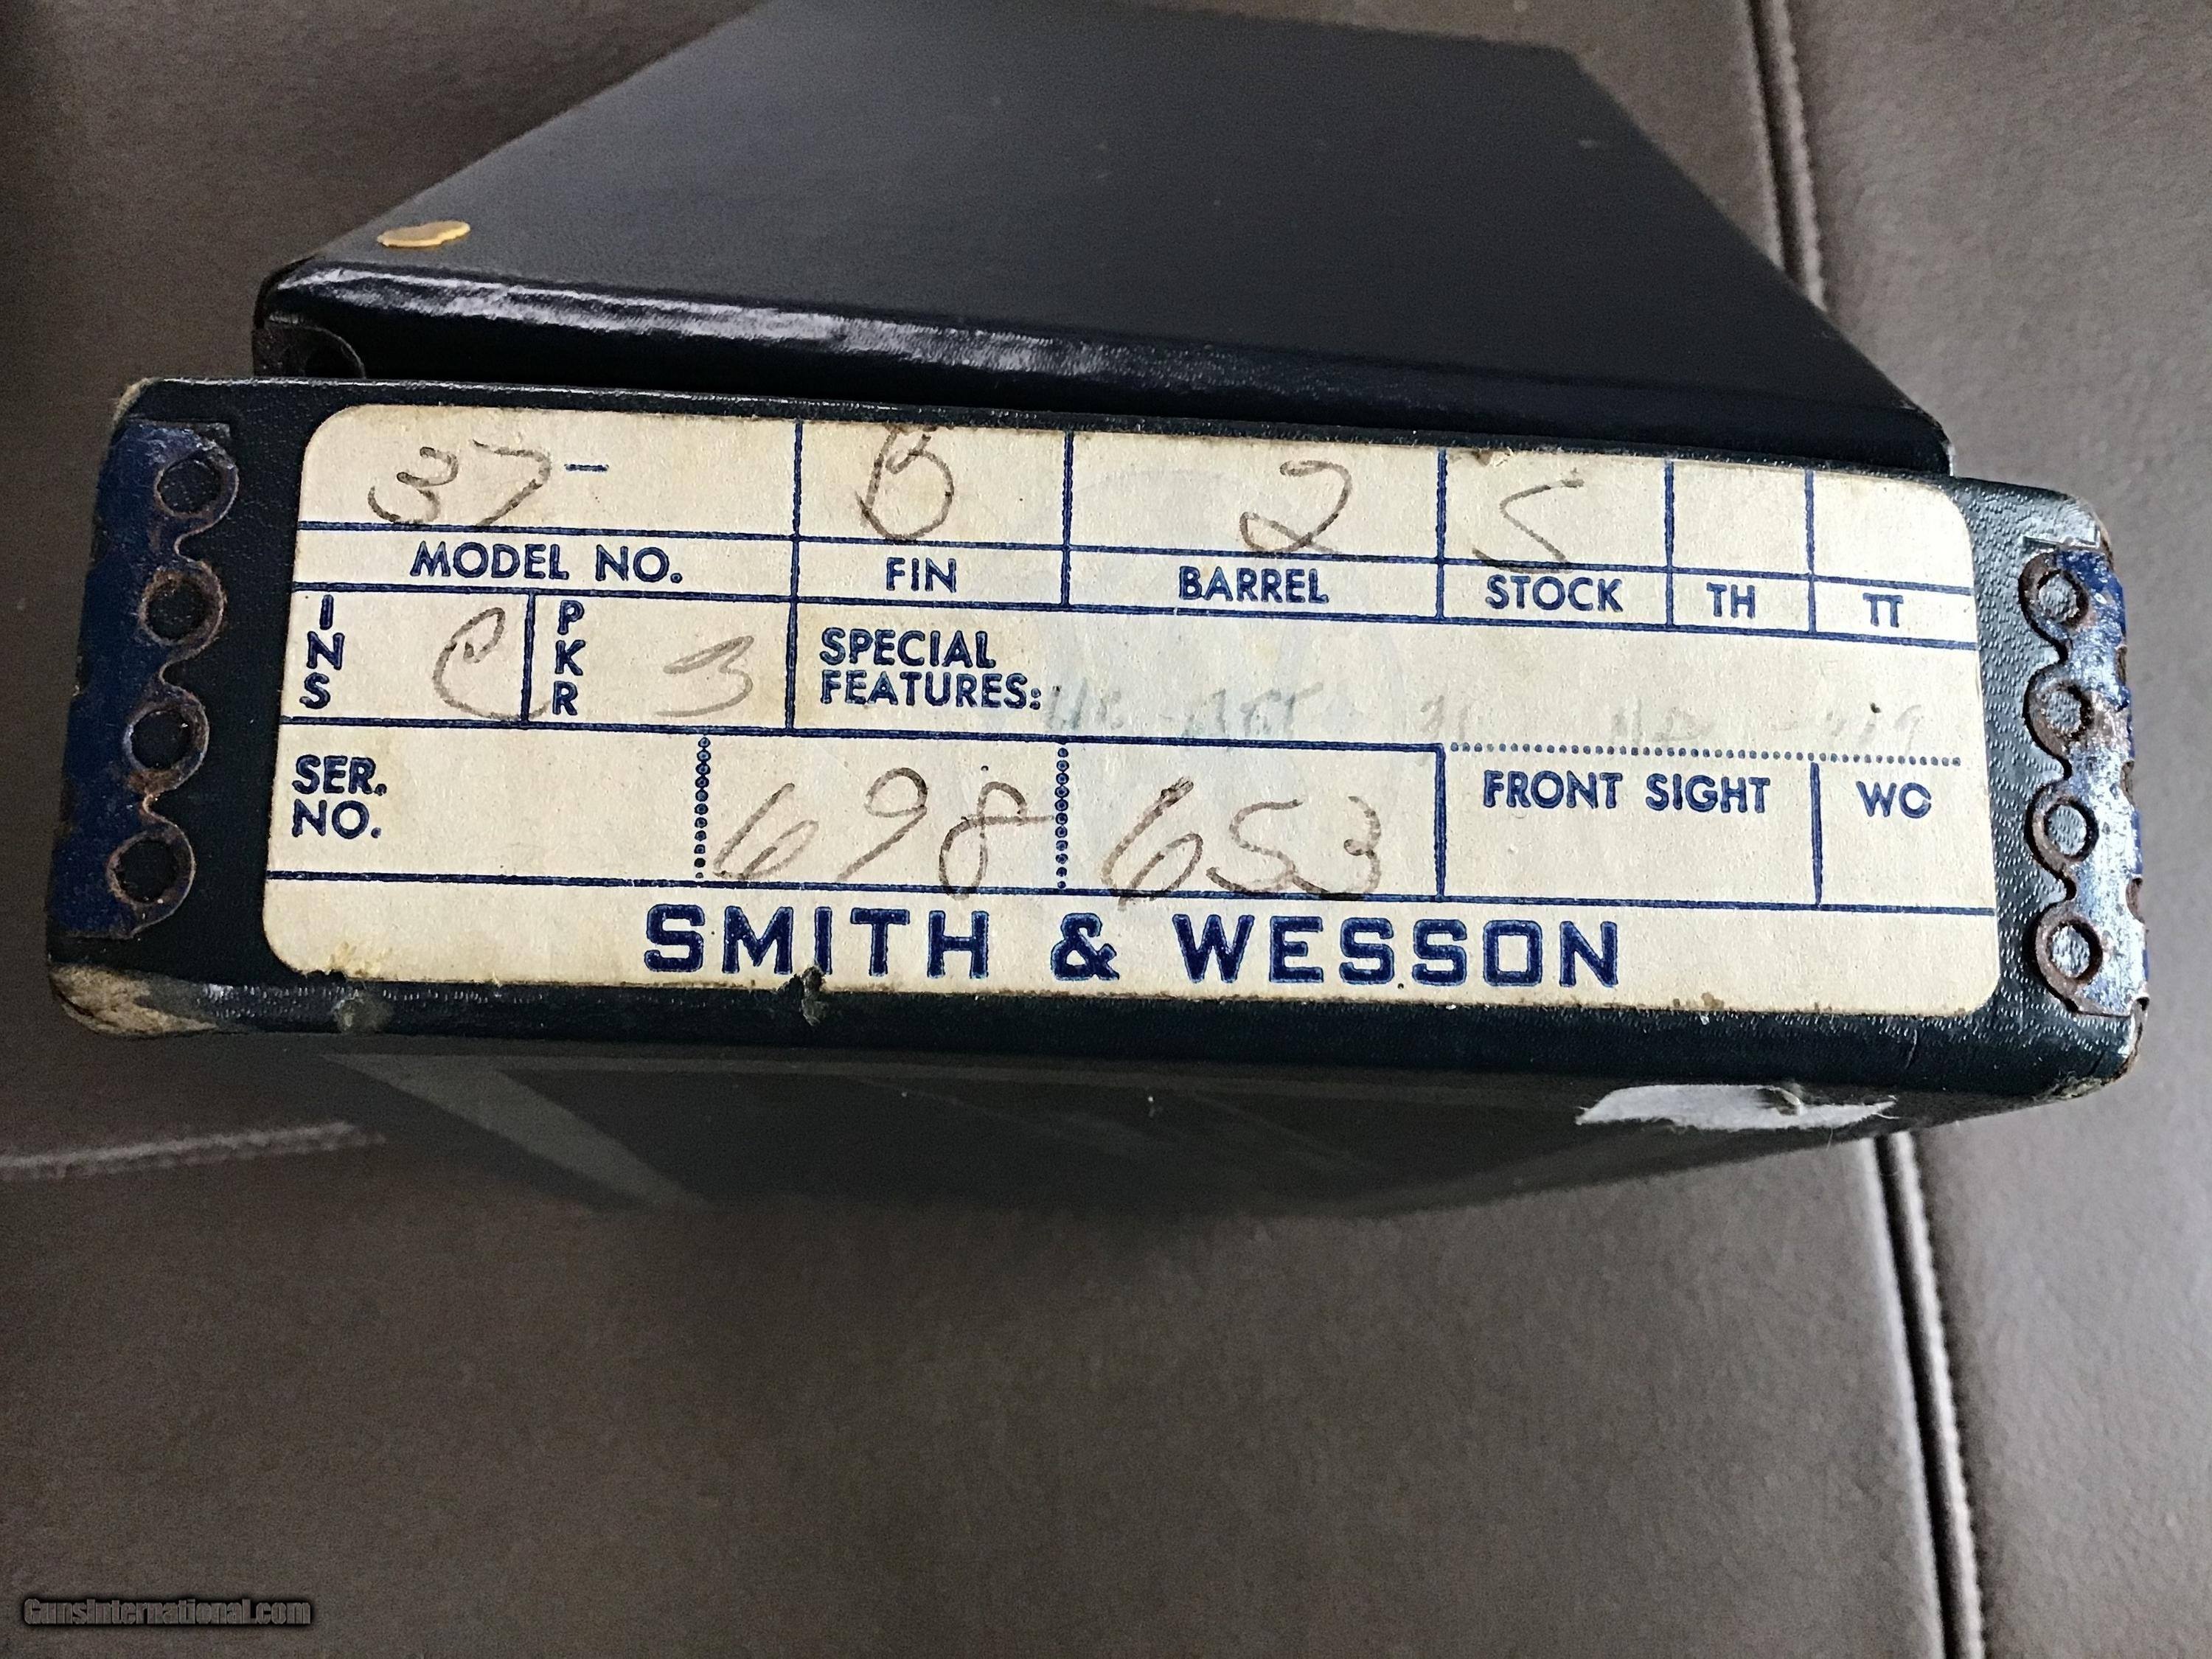 37- B 2 S
MODEL NO. FIN BARREL STOCK TH TT
INS C PKR 3 SPECIAL
FEATURES:
SER.
NO. 698 653 FRONT SIGHT WC
SMITH & WESSON
GunsInternational.com